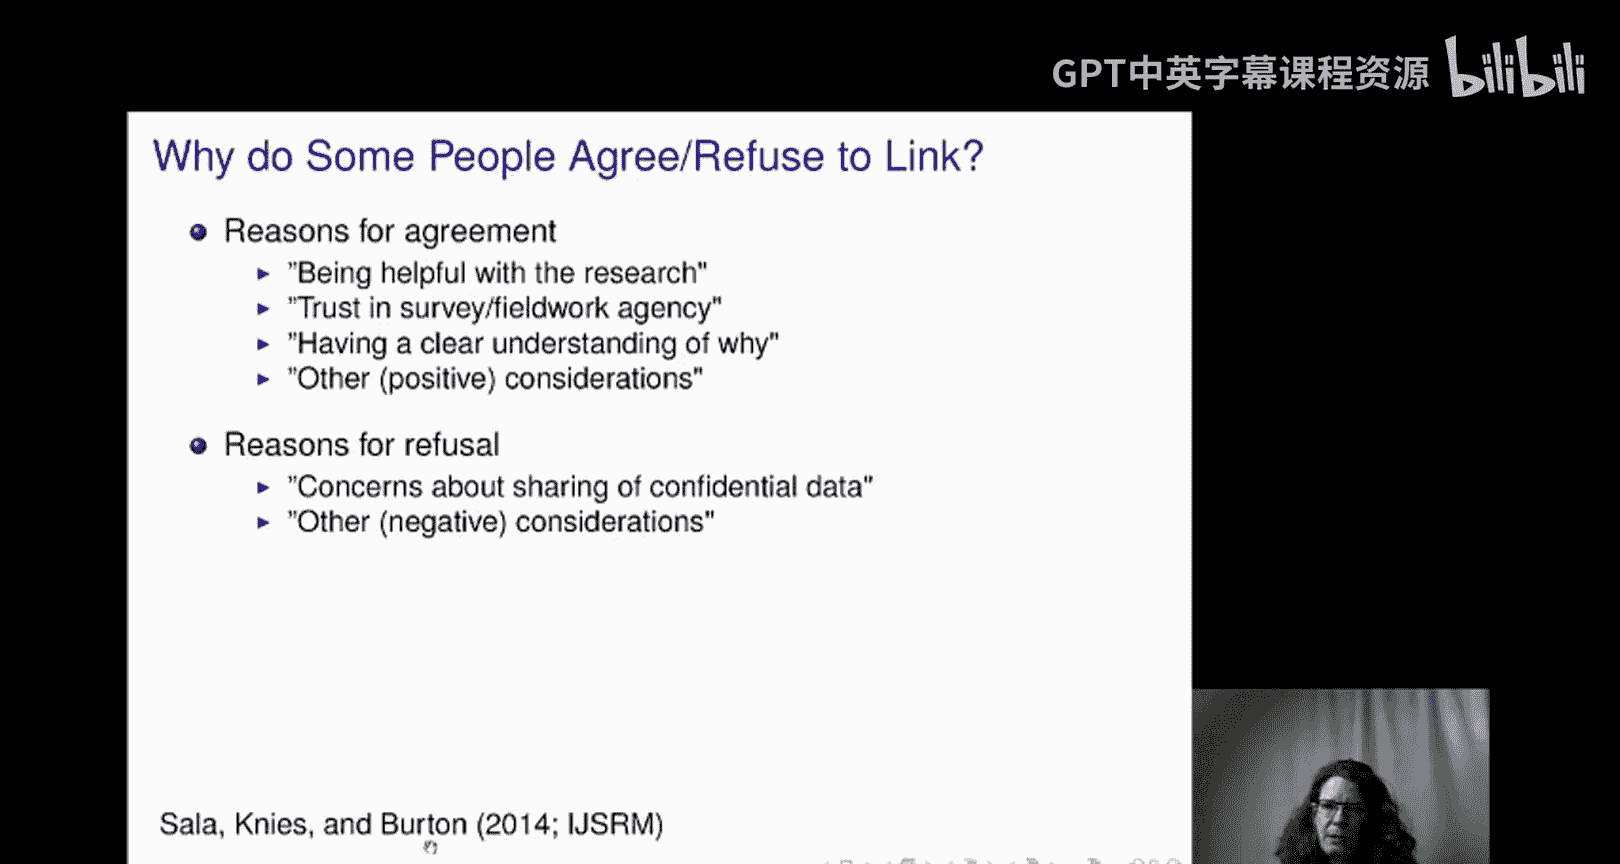 GPT中英字幕课程资源 bilibili
Why do Some People Agree/Refuse to Link?
Reasons for agreement
"Being helpful with the research"
"Trust in survey/fieldwork agency"
"Having a clear understanding of why"
"Other (positive) considerations"
Reasons for refusal
"Concerns about sharing of confidential data"
"Other (negative) considerations"
Sala, Knies, and Burton (2014; IJSRM)